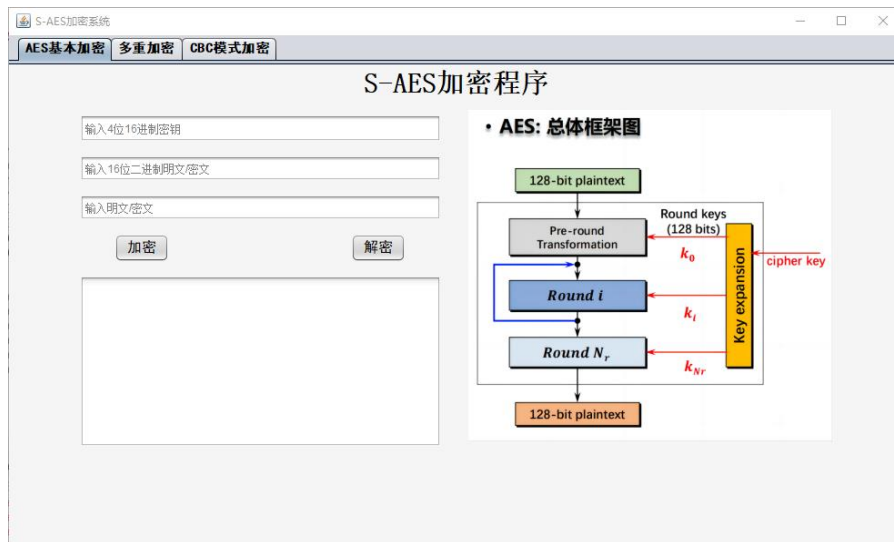 S-AES加密系统
AES基本加密 多重加密 CBC模式加密
S-AES加密程序
输入4位16进制密钥
输入16位二进制明文/密文
输入明文/密文
加密 解密
• AES: 总体框架图
128-bit plaintext
Pre-round
Transformation
Round keys
(128 bits)
k₀
cipher key
Key expansion
Round i
kᵢ
Round Nᵣ
k_Nr
128-bit plaintext